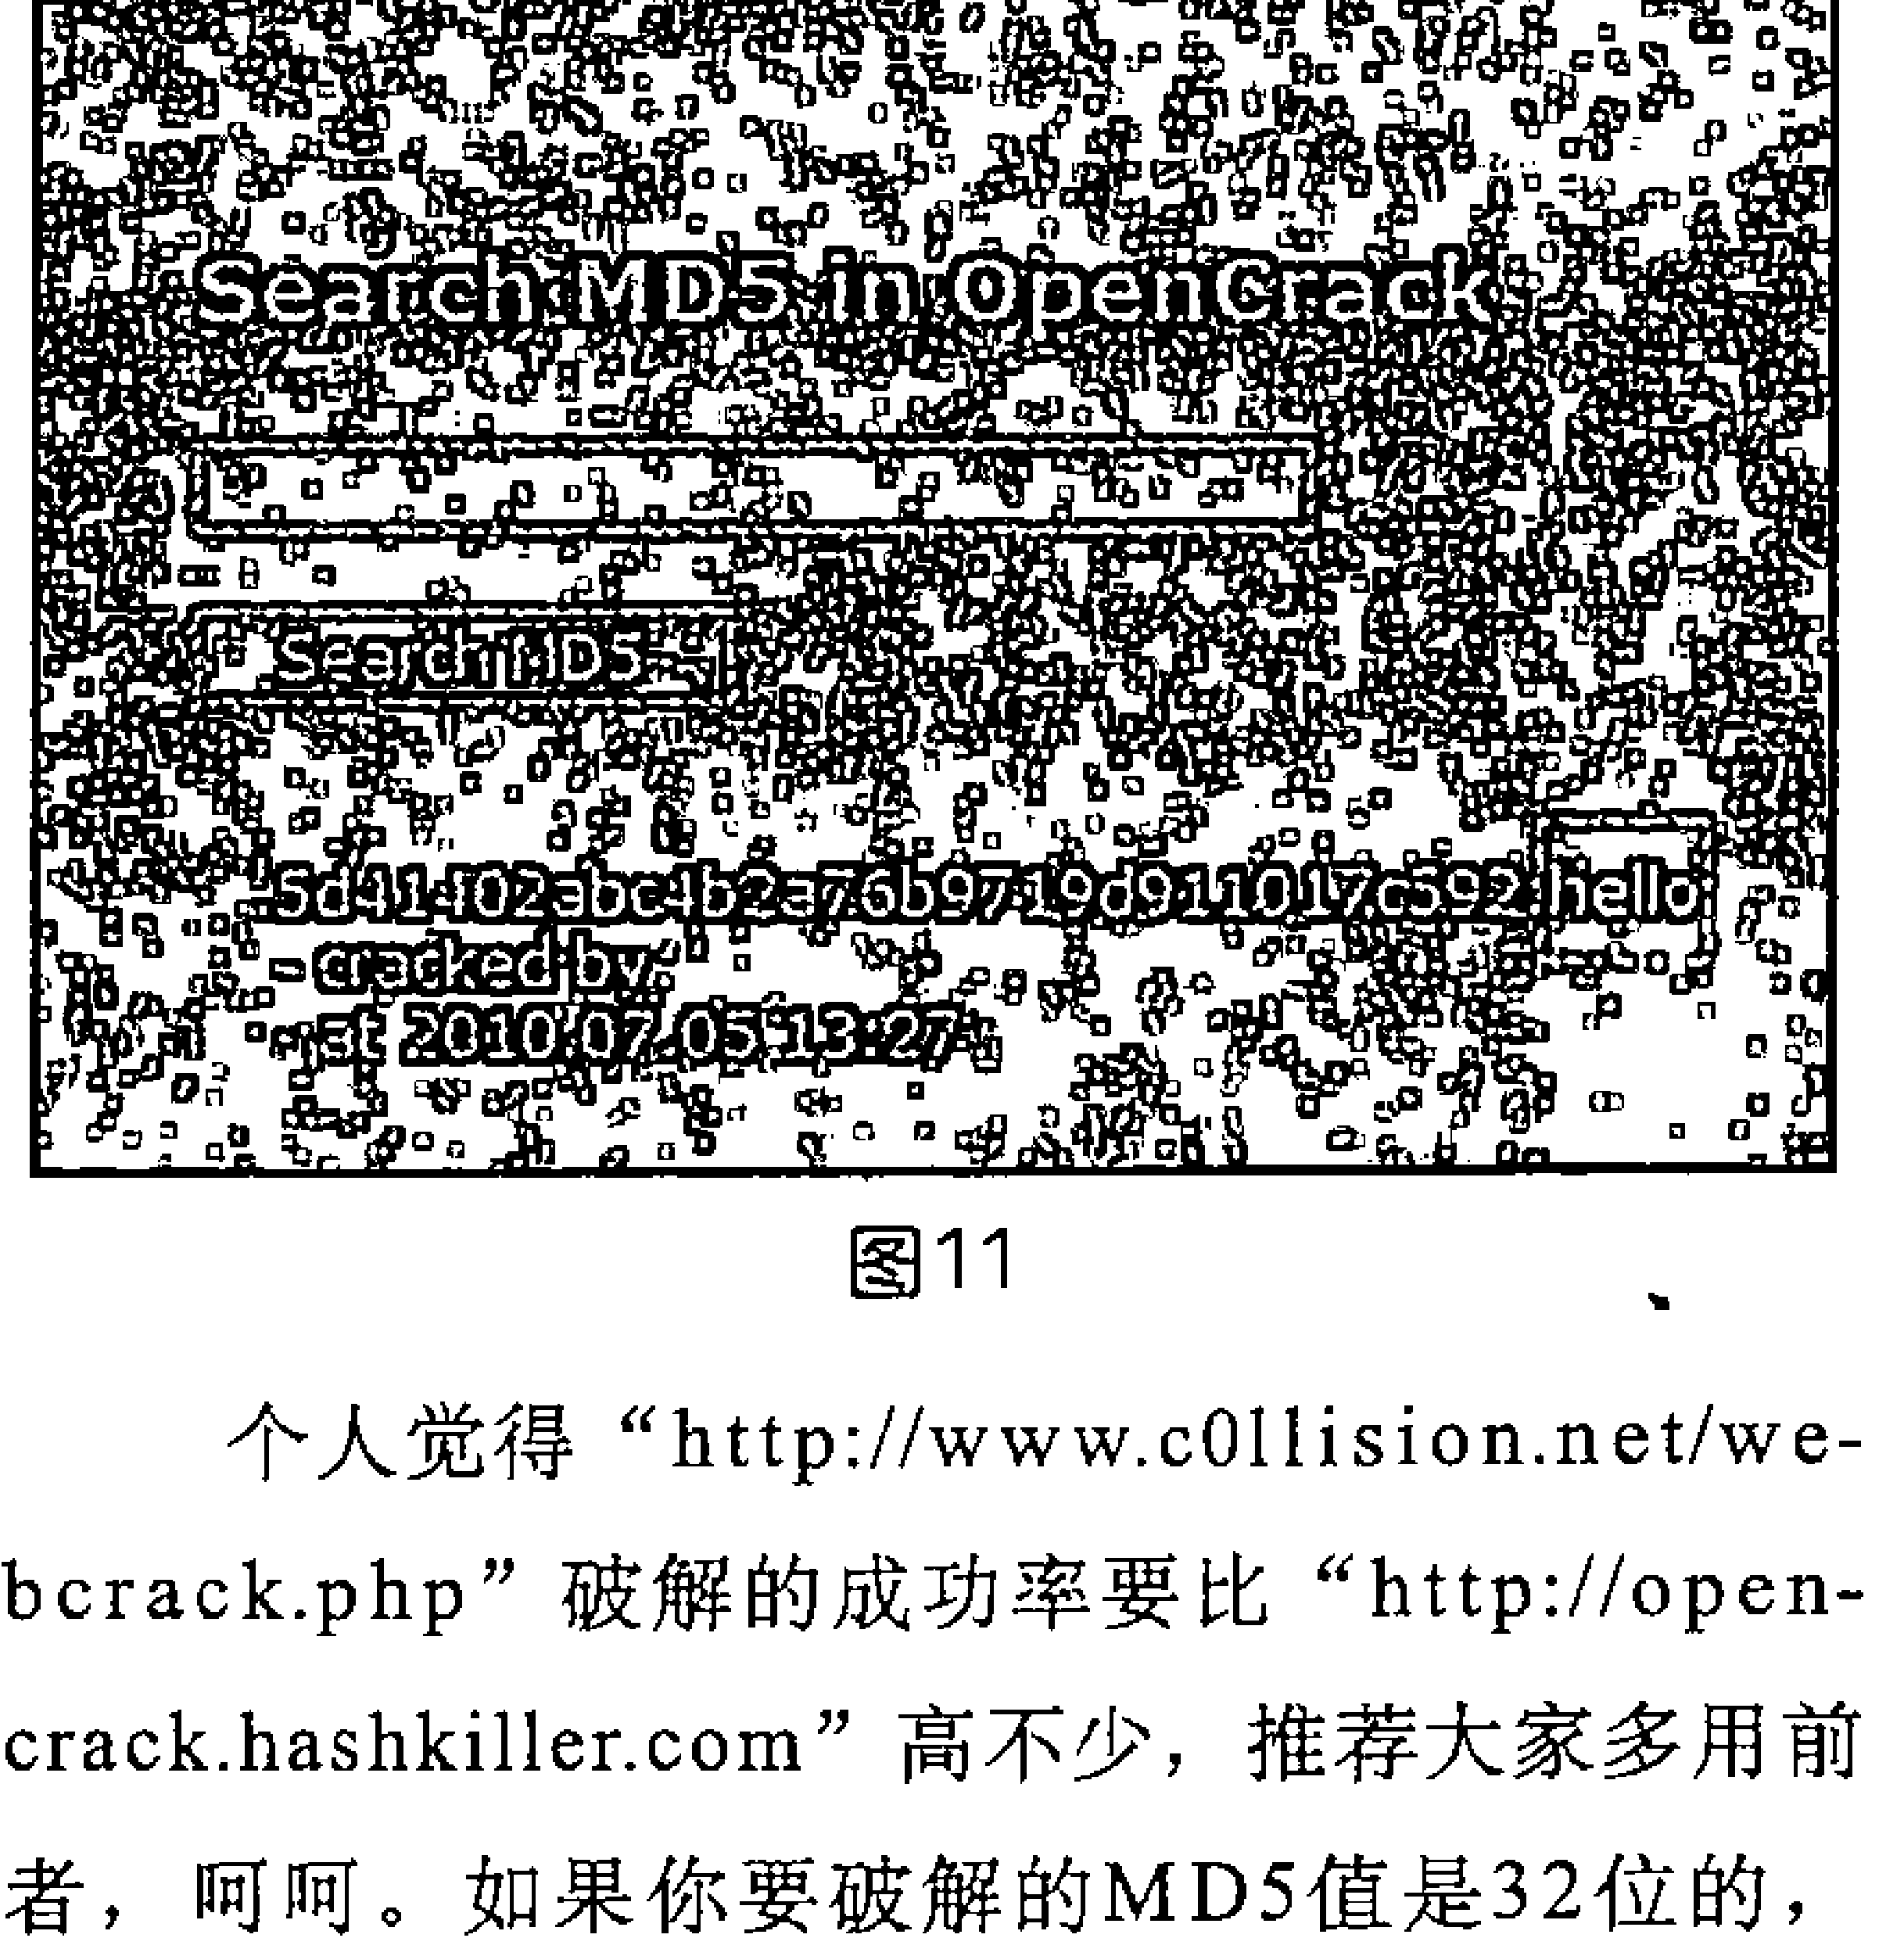 Search MD5 in OpenCrack
Search MD5
5d41402abc4b2a76b9719d911017c592:hello
- cracked by
at 2010-07-05 13:27
图11
个人觉得“http://www.c0llision.net/we-
bcrack.php”破解的成功率要比“http://open-
crack.hashkiller.com”高不少，推荐大家多用前
者，呵呵。如果你要破解的MD5值是32位的，